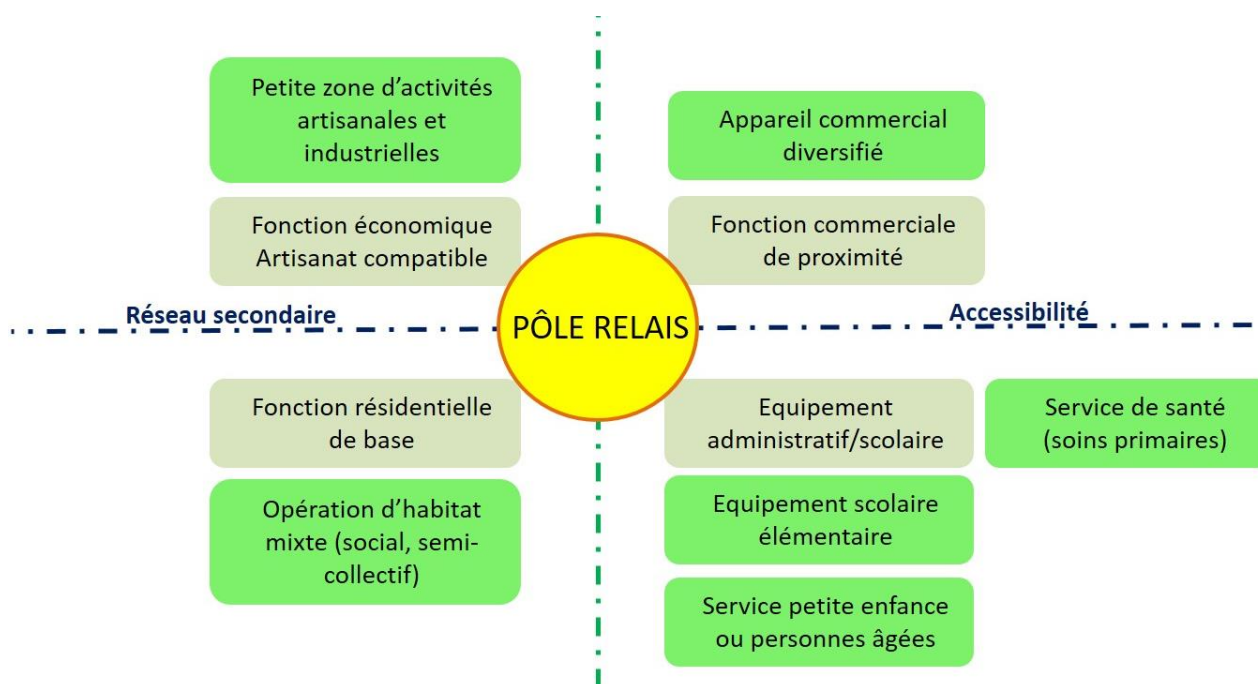 Petite zone d’activités
artisanales et
industrielles
Appareil commercial
diversifié
Fonction économique
Artisanat compatible
Fonction commerciale
de proximité
Réseau secondaire
PÔLE RELAIS
Accessibilité
Fonction résidentielle
de base
Equipement
administratif/scolaire
Service de santé
(soins primaires)
Opération d’habitat
mixte (social, semi-
collectif)
Equipement scolaire
élémentaire
Service petite enfance
ou personnes âgées